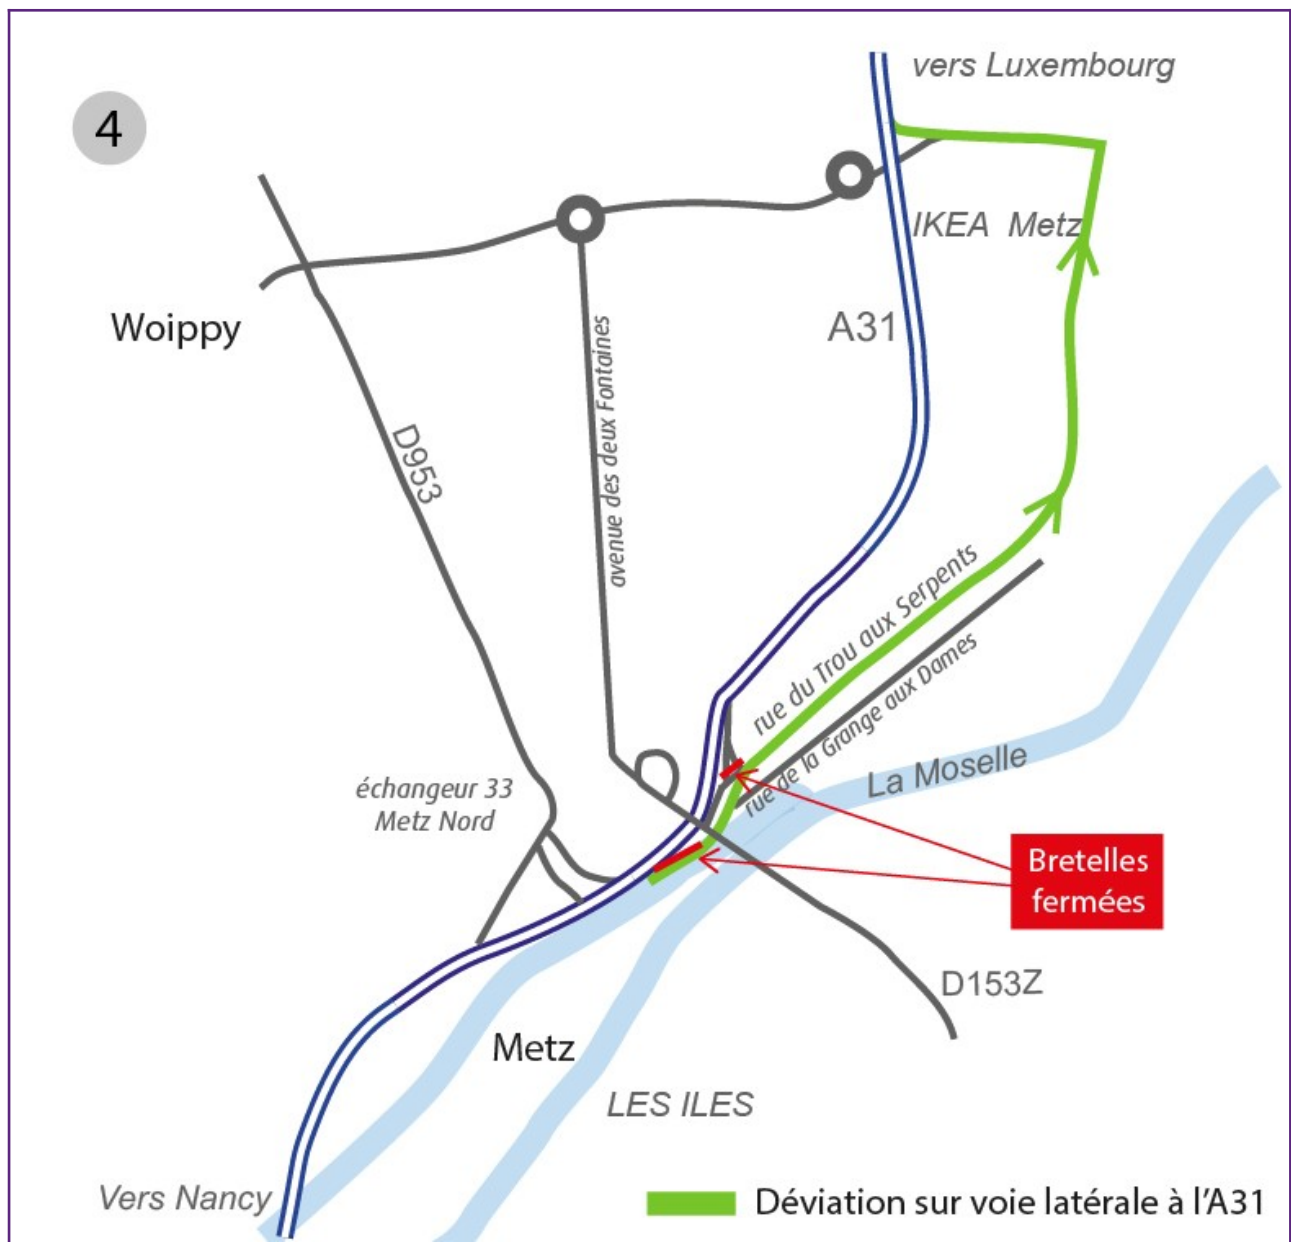 vers Luxembourg
4
IKEA Metz
Woippy
A31
avenue des deux Fontaines
D953
rue du Trou aux Serpents
rue de la Grange aux Dames
La Moselle
échangeur 33
Metz Nord
Bretelles
fermées
D153Z
Metz
LES ILES
Vers Nancy
Déviation sur voie latérale à l'A31